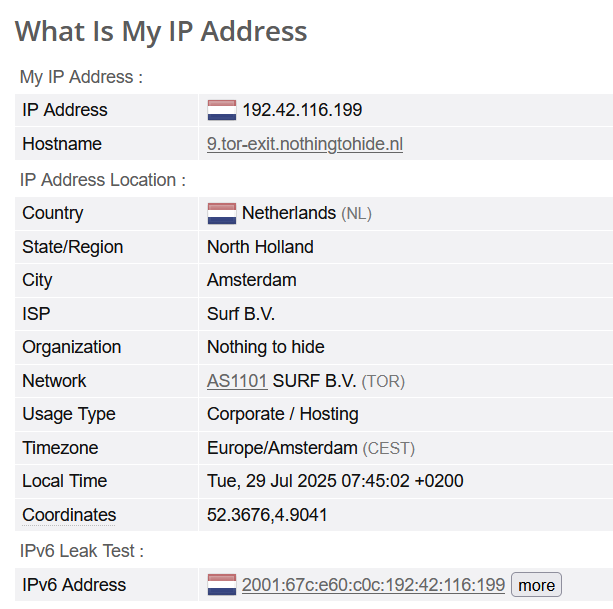 What Is My IP Address
My IP Address :
IP Address 192.42.116.199
Hostname 9.tor-exit.nothingtohide.nl
IP Address Location :
Country Netherlands (NL)
State/Region North Holland
City Amsterdam
ISP Surf B.V.
Organization Nothing to hide
Network AS1101 SURF B.V. (TOR)
Usage Type Corporate / Hosting
Timezone Europe/Amsterdam (CEST)
Local Time Tue, 29 Jul 2025 07:45:02 +0200
Coordinates 52.3676,4.9041
IPv6 Leak Test :
IPv6 Address 2001:67c:e60:c0c:192:42:116:199 more